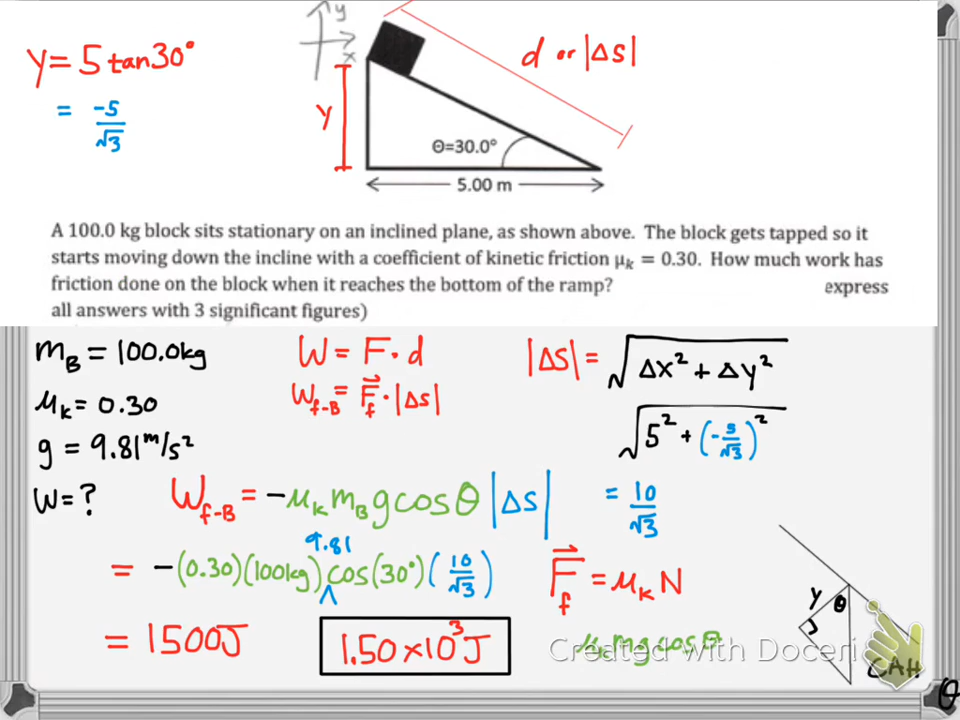 y
x
y = 5 tan30°
= -5/√3
d or |Δs|
y
Θ=30.0°
5.00 m
A 100.0 kg block sits stationary on an inclined plane, as shown above. The block gets tapped so it
starts moving down the incline with a coefficient of kinetic friction μk = 0.30. How much work has
friction done on the block when it reaches the bottom of the ramp? express
all answers with 3 significant figures)
mB = 100.0kg
μk = 0.30
g = 9.81 m/s²
W = ?
W = F · d
Wf-B = Ff · |Δs|
|Δs| = √Δx² + Δy²
√5² + (-5/√3)²
= 10/√3
Wf-B = -μk mB g cosθ |Δs|
9.81
= -(0.30)(100kg) cos(30°)(10/√3)
= 1500J
1.50×10³J
Ff = μk N
μkmgcosθ
y
θ
CAH
θ
Created with Doceri